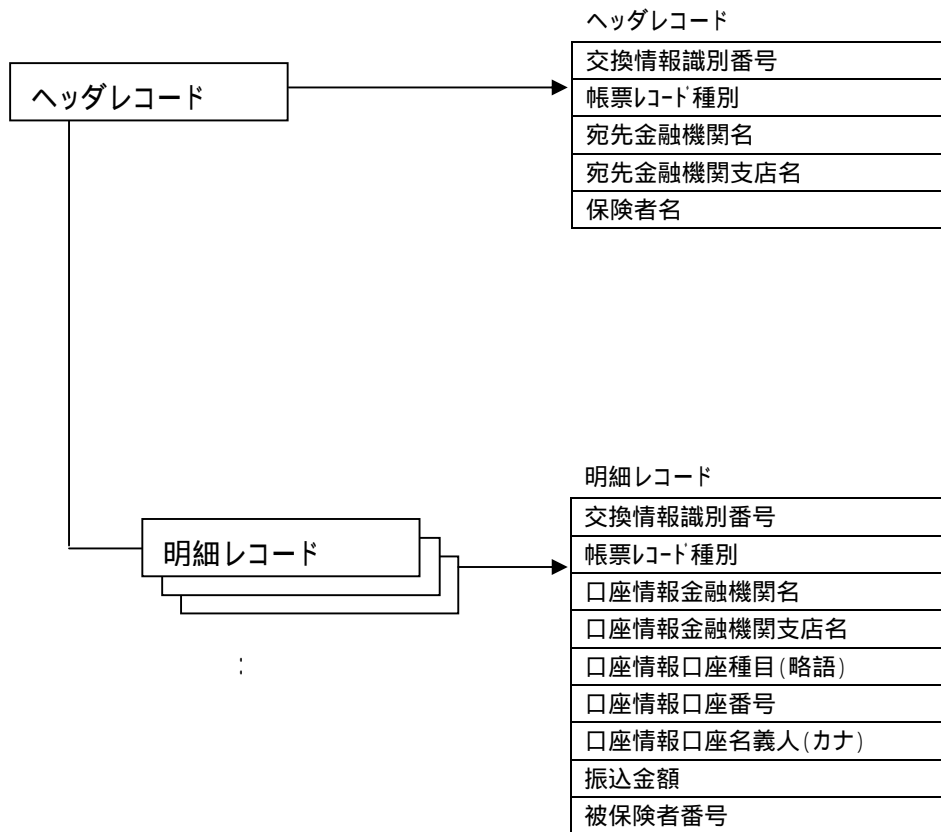 ヘッダレコード
ヘッダレコード
交換情報識別番号
帳票ﾚｺｰﾄﾞ種別
宛先金融機関名
宛先金融機関支店名
保険者名
明細レコード
明細レコード
交換情報識別番号
帳票ﾚｺｰﾄﾞ種別
口座情報金融機関名
口座情報金融機関支店名
口座情報口座種目(略語)
口座情報口座番号
口座情報口座名義人(カナ)
振込金額
被保険者番号
: